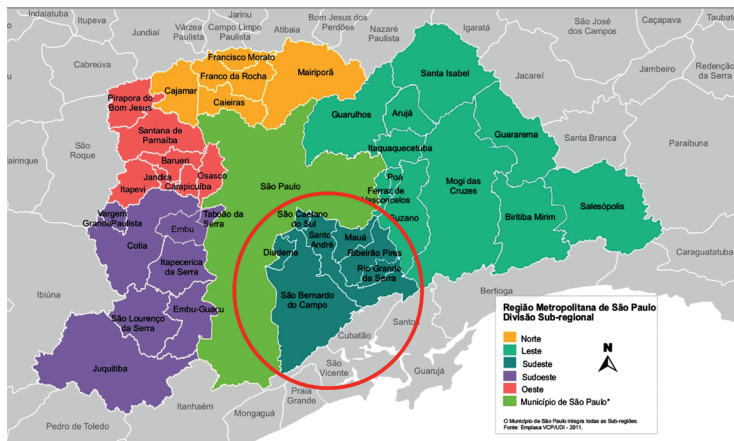 Indaiatuba
Itupeva
Jundiaí
Várzea
Paulista
Jarinu
Campo Limpo
Paulista
Atibaia
Bom Jesus dos
Perdões
Nazaré
Paulista
Igaratá
São José
dos Campos
Caçapava
Taubaté
Cabreúva
Jacareí
Jambeiro
Redenção
da Serra
Francisco Morato
Mairiporã
Franco da Rocha
Cajamar
Caieiras
Santa Isabel
Pirapora do
Bom Jesus
Guarulhos
Arujá
Santana de
Parnaíba
Guararema
Santa Branca
Paraibuna
São
Roque
Mairinque
Itaquaquecetuba
Barueri
Jandira
Osasco
Itapevi
Carapicuíba
São Paulo
Poá
Ferraz de
Vasconcelos
Mogi das
Cruzes
Suzano
Biritiba Mirim
Salesópolis
Vargem
Grande Paulista
Taboão da
Serra
Embu
Cotia
São Caetano
do Sul
Santo
André
Mauá
Diadema
Ribeirão Pires
Rio Grande
da Serra
Itapecerica
da Serra
Caraguatatuba
Ibiúna
São Bernardo
do Campo
Bertioga
São Lourenço
da Serra
Embu-Guaçu
Cubatão
Santos
São
Vicente
Guarujá
Juquitiba
Praia
Grande
Itanhaém
Mongaguá
Pedro de Toledo
Região Metropolitana de São Paulo
Divisão Sub-regional
Norte
Leste
Sudeste
Sudoeste
Oeste
Município de São Paulo*
N
O Município de São Paulo integra todas as Sub-regiões.
Fonte: Emplasa VCP/UDI - 2011.